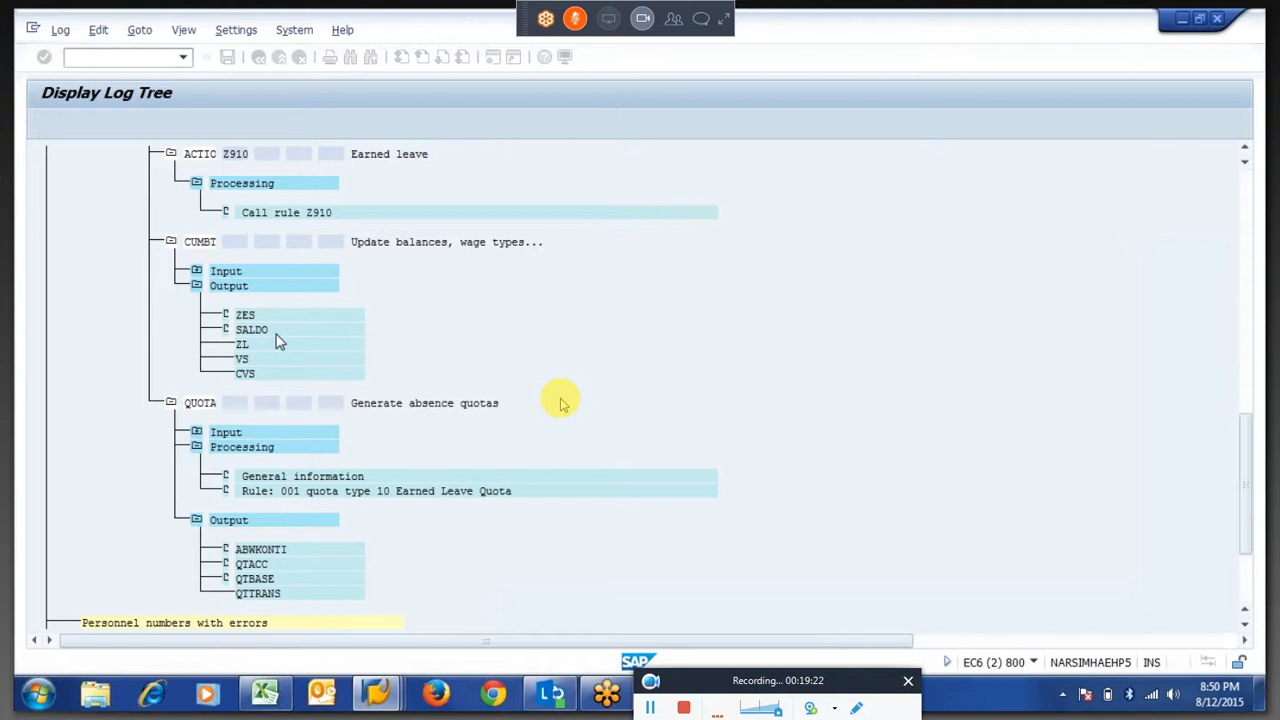 Log Edit Goto View Settings System Help
Display Log Tree
ACTIO Z910 Earned leave
Processing
Call rule Z910
CUMBT Update balances, wage types...
Input
Output
ZES
SALDO
ZL
VS
CVS
QUOTA Generate absence quotas
Input
Processing
General information
Rule: 001 quota type 10 Earned Leave Quota
Output
ABWKONTI
QTACC
QTBASE
QTTRANS
Personnel numbers with errors
SAP
EC6 (2) 800 NARSIMHAEHP5 INS
Recording... 00:19:22
8:50 PM
8/12/2015